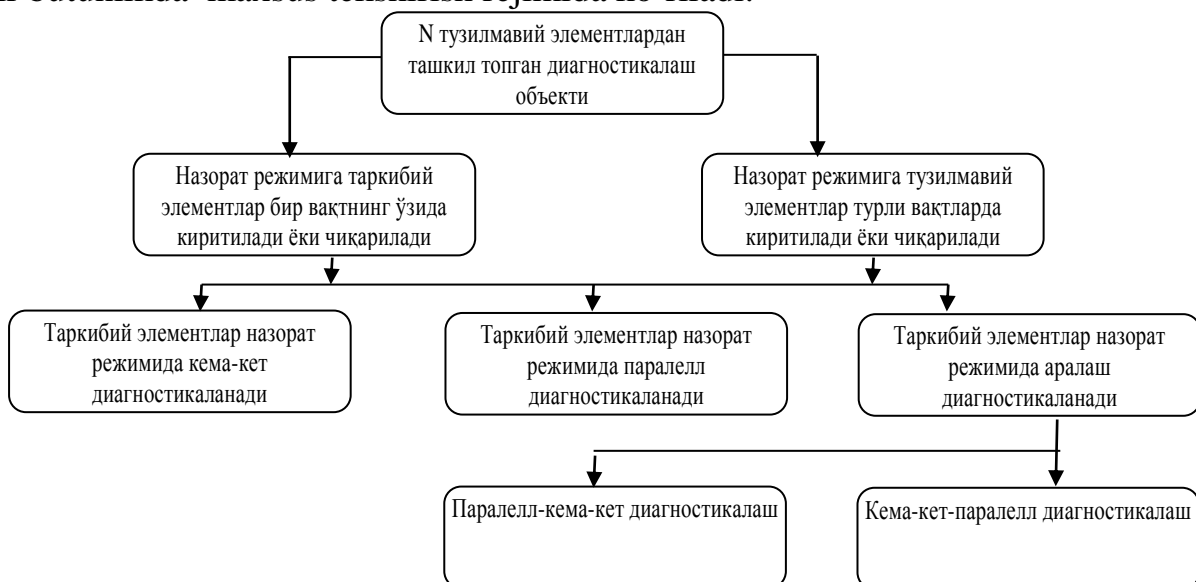 N тузилмавий элементлардан
ташкил топган диагностикалаш
объекти
Назорат режимига таркибий
элементлар бир вақтнинг ўзида
киритилади ёки чиқарилади
Назорат режимига тузилмавий
элементлар турли вақтларда
киритилади ёки чиқарилади
Таркибий элементлар назорат
режимида кема-кет
диагностикаланади
Таркибий элементлар назорат
режимида паралелл
диагностикаланади
Таркибий элементлар назорат
режимида аралаш
диагностикаланади
Паралелл-кема-кет диагностикалаш
Кема-кет-паралелл диагностикалаш